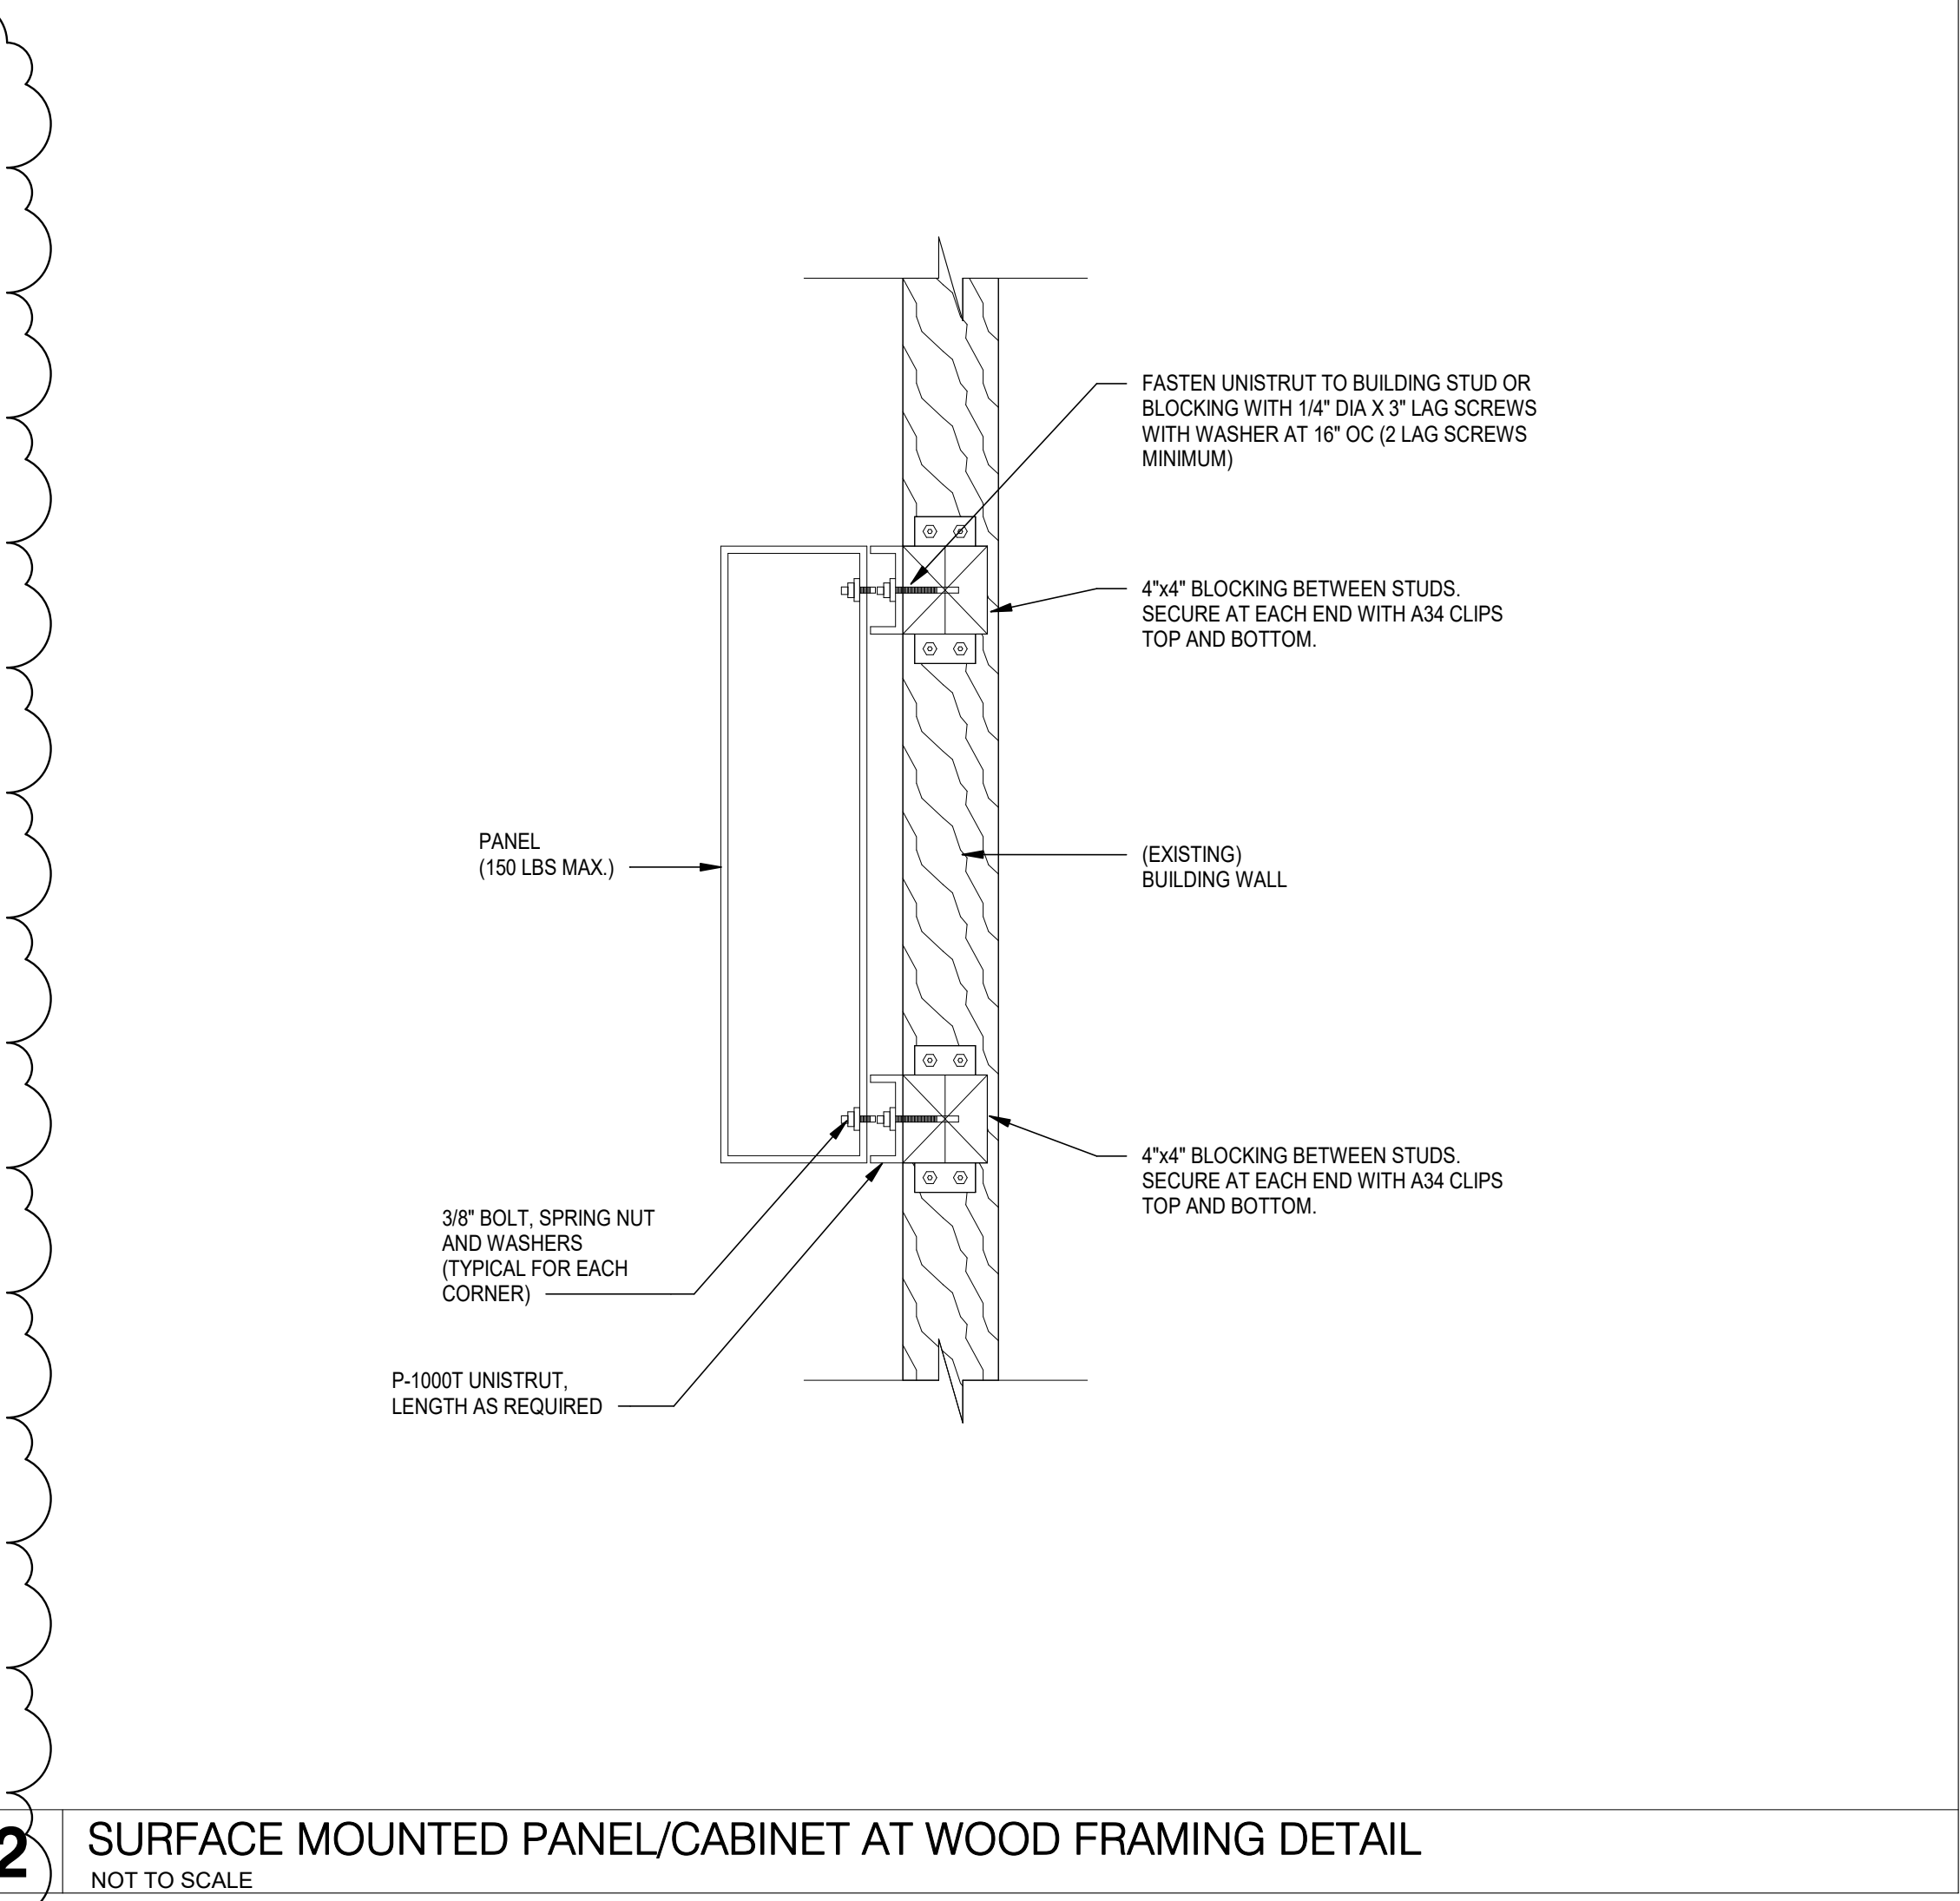 FASTEN UNISTRUT TO BUILDING STUD OR
BLOCKING WITH 1/4" DIA X 3" LAG SCREWS
WITH WASHER AT 16" OC (2 LAG SCREWS
MINIMUM)
4"x4" BLOCKING BETWEEN STUDS.
SECURE AT EACH END WITH A34 CLIPS
TOP AND BOTTOM.
PANEL
(150 LBS MAX.)
(EXISTING)
BUILDING WALL
4"x4" BLOCKING BETWEEN STUDS.
SECURE AT EACH END WITH A34 CLIPS
TOP AND BOTTOM.
3/8" BOLT, SPRING NUT
AND WASHERS
(TYPICAL FOR EACH
CORNER)
P-1000T UNISTRUT,
LENGTH AS REQUIRED
2
SURFACE MOUNTED PANEL/CABINET AT WOOD FRAMING DETAIL
NOT TO SCALE